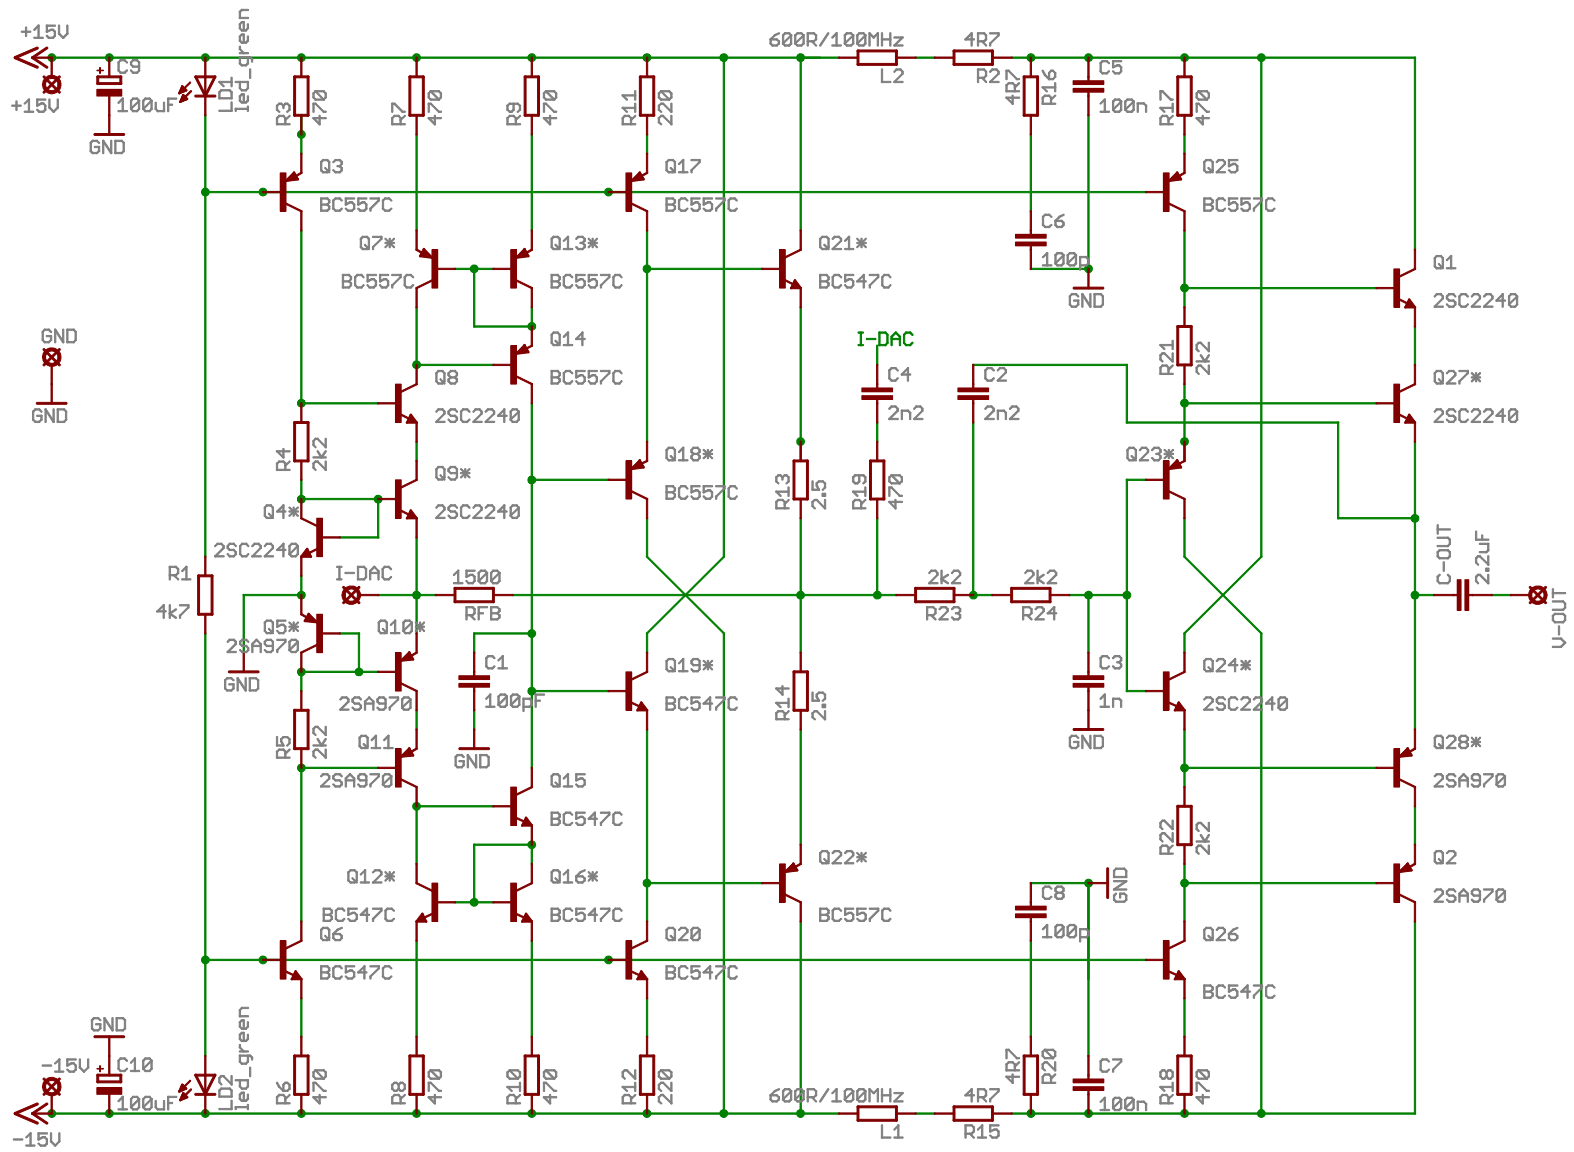 +15V
+15V
C9
+
100uF
GND
LD1
led_green
R3
470
R7
470
R9
470
R11
220
600R/100MHz
L2
4R7
R2
4R7
R16
C5
100n
R17
470
Q3
BC557C
Q17
BC557C
Q25
BC557C
Q7*
BC557C
Q13*
BC557C
Q21*
BC547C
C6
100p
GND
Q1
2SC2240
GND
GND
Q14
BC557C
I-DAC
C4
2n2
C2
2n2
R21
2k2
Q8
2SC2240
Q27*
2SC2240
R4
2k2
Q9*
2SC2240
Q18*
BC557C
R13
2.5
R19
470
Q23*
Q4*
2SC2240
R1
4k7
I-DAC
1500
RFB
2k2
R23
2k2
R24
C-OUT
2.2uF
V-OUT
Q5*
2SA970
Q10*
2SA970
GND
C1
100pF
GND
Q19*
BC547C
R14
2.5
C3
1n
GND
Q24*
2SC2240
R5
2k2
Q11
2SA970
Q28*
2SA970
Q15
BC547C
R22
2k2
Q12*
BC547C
Q16*
BC547C
Q22*
BC557C
C8
100p
GND
Q2
2SA970
Q6
BC547C
Q20
BC547C
Q26
BC547C
GND
-15V
+
C10
100uF
-15V
LD2
led_green
R6
470
R8
470
R10
470
R12
220
600R/100MHz
L1
4R7
R15
4R7
R20
C7
100n
R18
470